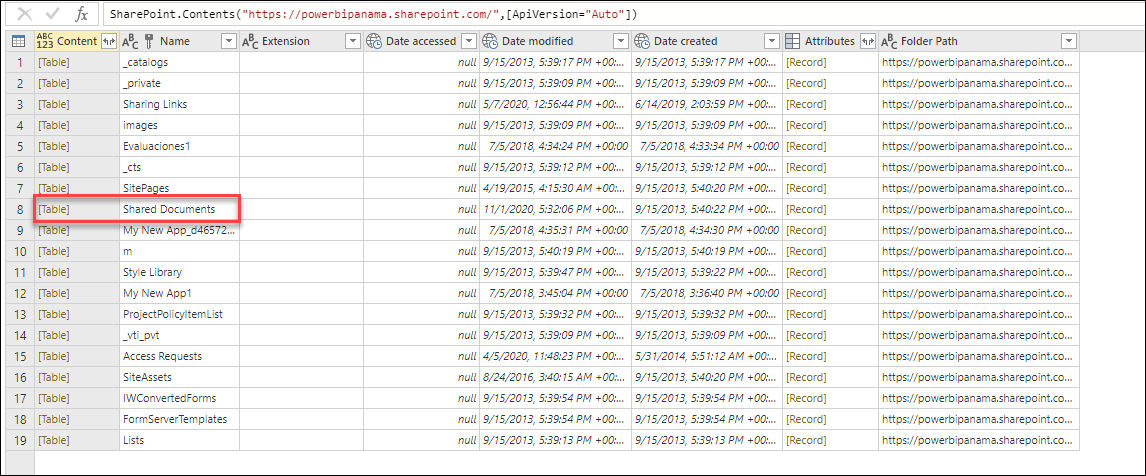 fx SharePoint.Contents("https://powerbipanama.sharepoint.com/",[ApiVersion="Auto"])
ABC 123 Content ABC Name ABC Extension Date accessed Date modified Date created Attributes ABC Folder Path
1 [Table] _catalogs null 9/15/2013, 5:39:17 PM +00:... 9/15/2013, 5:39:17 PM +00:... [Record] https://powerbipanama.sharepoint.co...
2 [Table] _private null 9/15/2013, 5:39:09 PM +00:... 9/15/2013, 5:39:09 PM +00:... [Record] https://powerbipanama.sharepoint.co...
3 [Table] Sharing Links null 5/7/2020, 12:56:44 PM +00:... 6/14/2019, 2:03:59 PM +00:... [Record] https://powerbipanama.sharepoint.co...
4 [Table] images null 9/15/2013, 5:39:09 PM +00:... 9/15/2013, 5:39:09 PM +00:... [Record] https://powerbipanama.sharepoint.co...
5 [Table] Evaluaciones1 null 7/5/2018, 4:34:24 PM +00:00 7/5/2018, 4:33:34 PM +00:00 [Record] https://powerbipanama.sharepoint.co...
6 [Table] _cts null 9/15/2013, 5:39:12 PM +00:... 9/15/2013, 5:39:12 PM +00:... [Record] https://powerbipanama.sharepoint.co...
7 [Table] SitePages null 4/19/2015, 4:15:30 AM +00:... 9/15/2013, 5:40:20 PM +00:... [Record] https://powerbipanama.sharepoint.co...
8 [Table] Shared Documents null 11/1/2020, 5:32:06 PM +00:... 9/15/2013, 5:40:22 PM +00:... [Record] https://powerbipanama.sharepoint.co...
9 [Table] My New App_d46572... null 7/5/2018, 4:35:31 PM +00:00 7/5/2018, 4:34:30 PM +00:00 [Record] https://powerbipanama.sharepoint.co...
10 [Table] m null 9/15/2013, 5:40:19 PM +00:... 9/15/2013, 5:40:19 PM +00:... [Record] https://powerbipanama.sharepoint.co...
11 [Table] Style Library null 9/15/2013, 5:39:47 PM +00:... 9/15/2013, 5:39:22 PM +00:... [Record] https://powerbipanama.sharepoint.co...
12 [Table] My New App1 null 7/5/2018, 3:45:04 PM +00:00 7/5/2018, 3:36:40 PM +00:00 [Record] https://powerbipanama.sharepoint.co...
13 [Table] ProjectPolicyItemList null 9/15/2013, 5:39:32 PM +00:... 9/15/2013, 5:39:32 PM +00:... [Record] https://powerbipanama.sharepoint.co...
14 [Table] _vti_pvt null 9/15/2013, 5:39:09 PM +00:... 9/15/2013, 5:39:09 PM +00:... [Record] https://powerbipanama.sharepoint.co...
15 [Table] Access Requests null 4/5/2020, 11:48:23 PM +00:... 5/31/2014, 5:51:12 AM +00:... [Record] https://powerbipanama.sharepoint.co...
16 [Table] SiteAssets null 8/24/2016, 3:40:15 AM +00:... 9/15/2013, 5:40:20 PM +00:... [Record] https://powerbipanama.sharepoint.co...
17 [Table] IWConvertedForms null 9/15/2013, 5:39:54 PM +00:... 9/15/2013, 5:39:54 PM +00:... [Record] https://powerbipanama.sharepoint.co...
18 [Table] FormServerTemplates null 9/15/2013, 5:39:54 PM +00:... 9/15/2013, 5:39:54 PM +00:... [Record] https://powerbipanama.sharepoint.co...
19 [Table] Lists null 9/15/2013, 5:39:13 PM +00:... 9/15/2013, 5:39:13 PM +00:... [Record] https://powerbipanama.sharepoint.co...